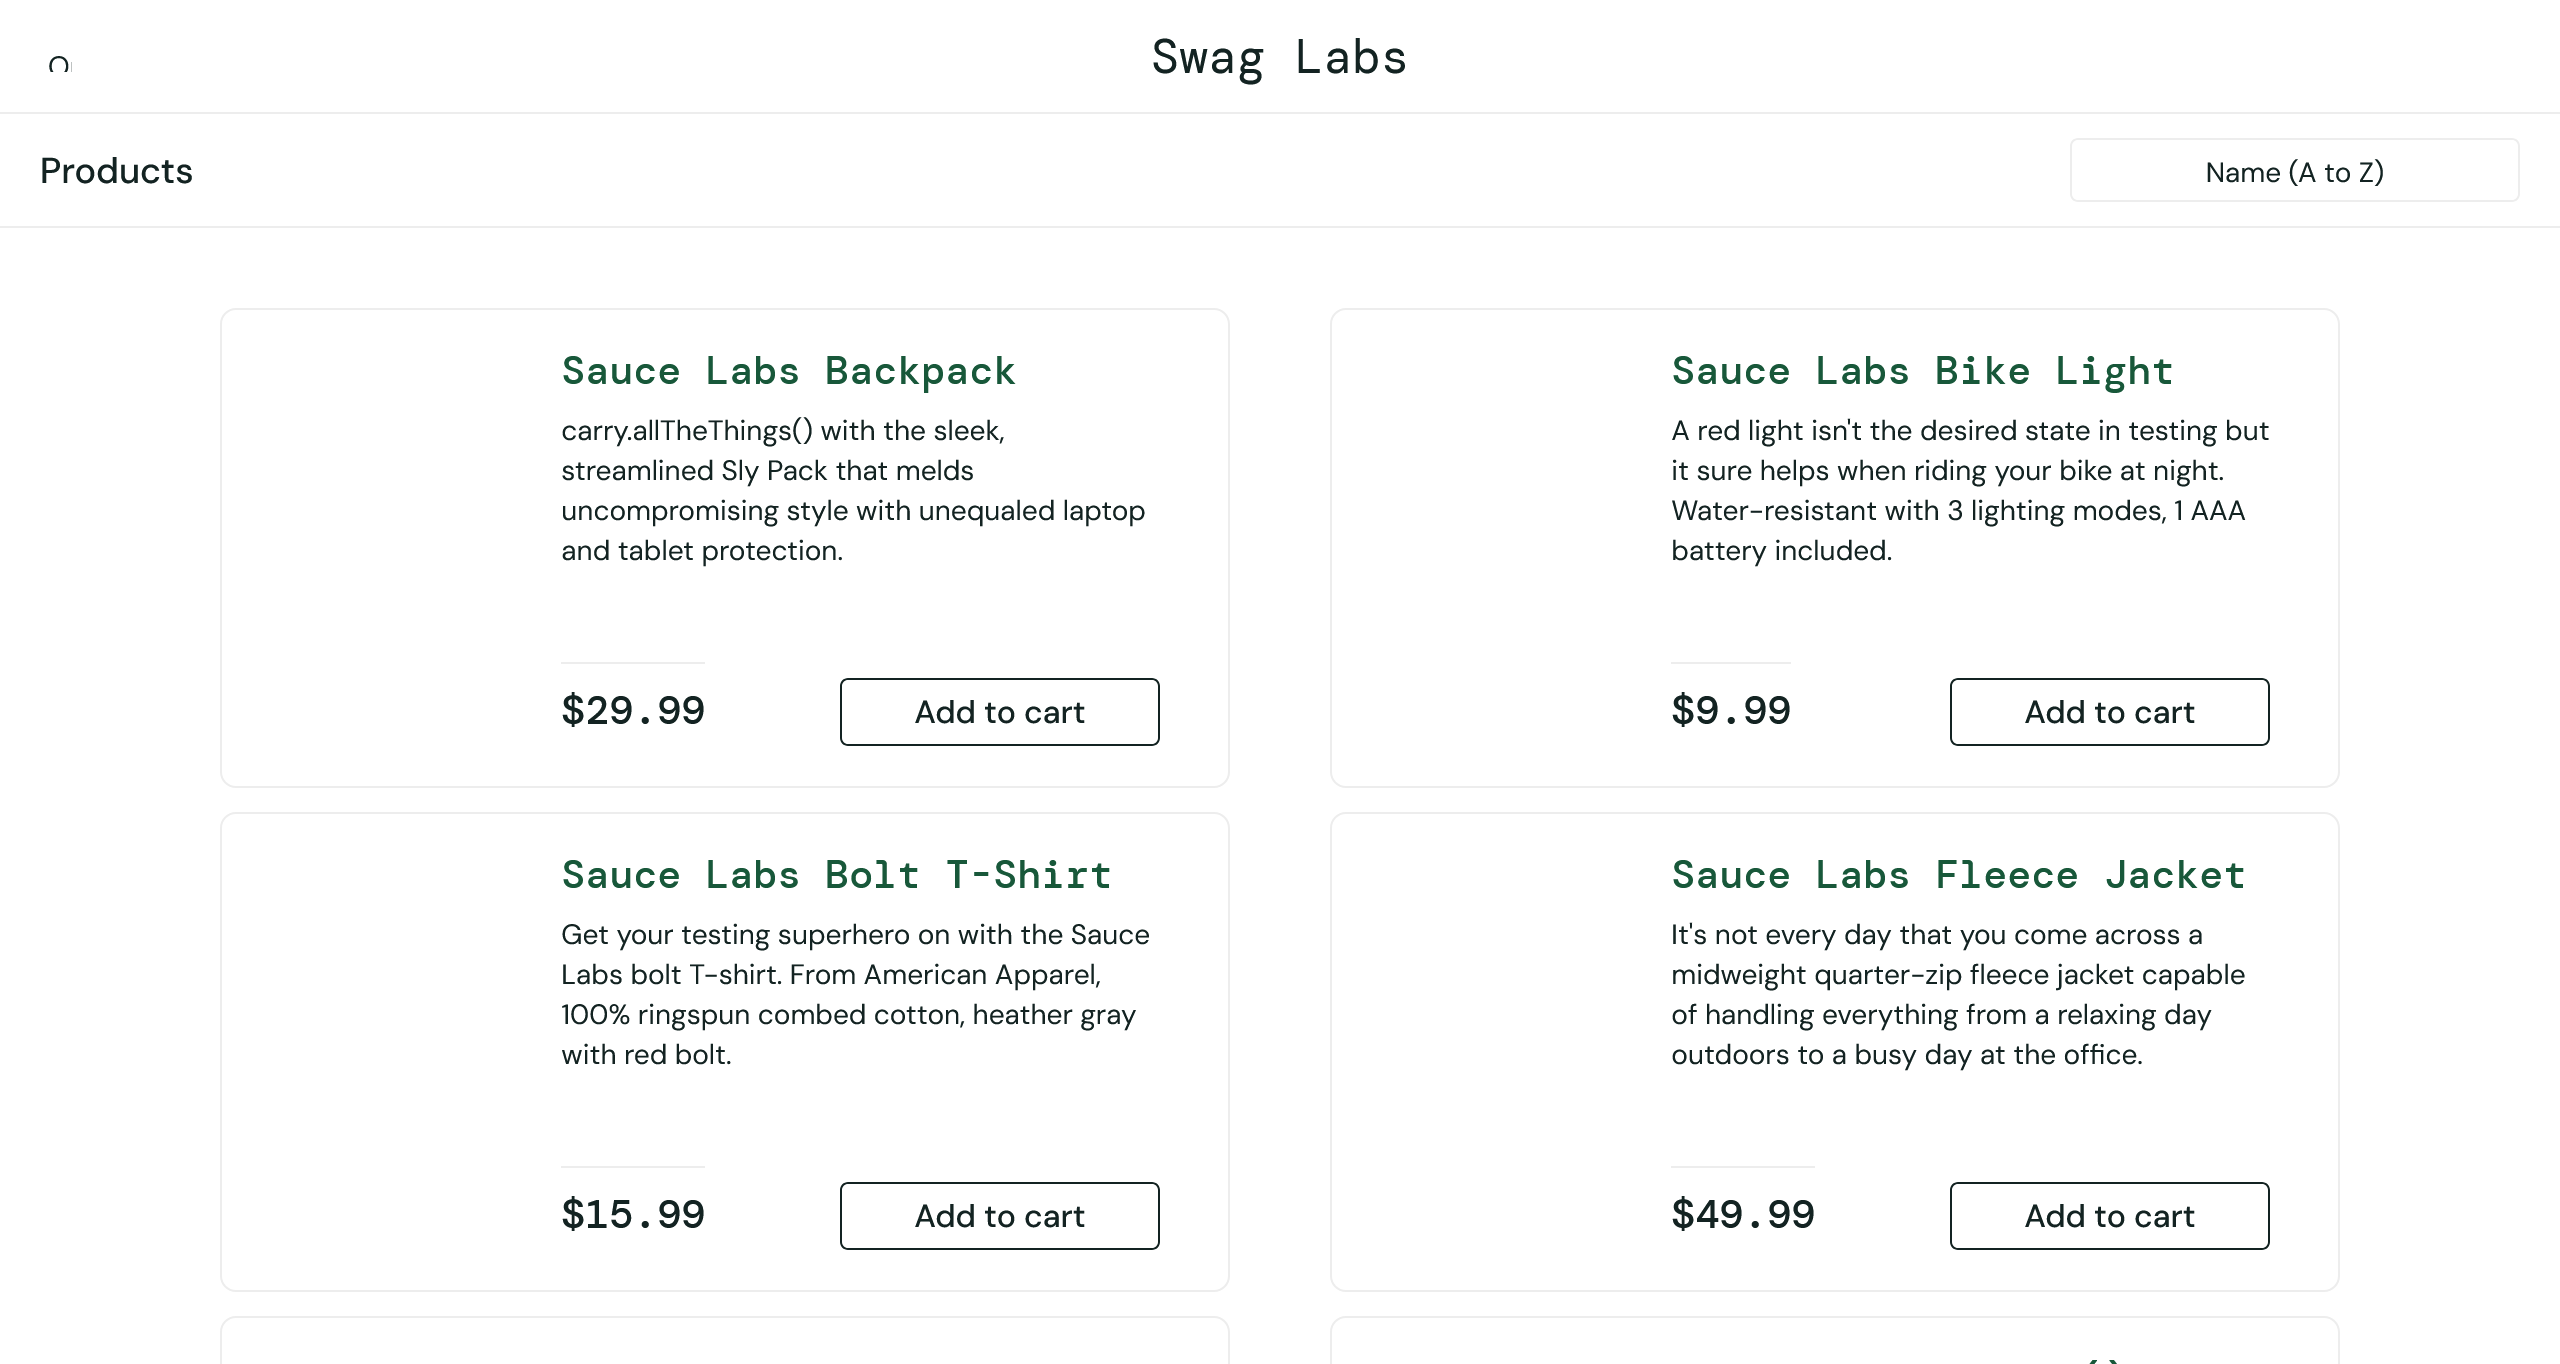 Swag Labs
Products
Name (A to Z)
Sauce Labs Backpack
carry.allTheThings() with the sleek,
streamlined Sly Pack that melds
uncompromising style with unequaled laptop
and tablet protection.
$29.99
Add to cart
Sauce Labs Bike Light
A red light isn't the desired state in testing but
it sure helps when riding your bike at night.
Water-resistant with 3 lighting modes, 1 AAA
battery included.
$9.99
Add to cart
Sauce Labs Bolt T-Shirt
Get your testing superhero on with the Sauce
Labs bolt T-shirt. From American Apparel,
100% ringspun combed cotton, heather gray
with red bolt.
$15.99
Add to cart
Sauce Labs Fleece Jacket
It's not every day that you come across a
midweight quarter-zip fleece jacket capable
of handling everything from a relaxing day
outdoors to a busy day at the office.
$49.99
Add to cart